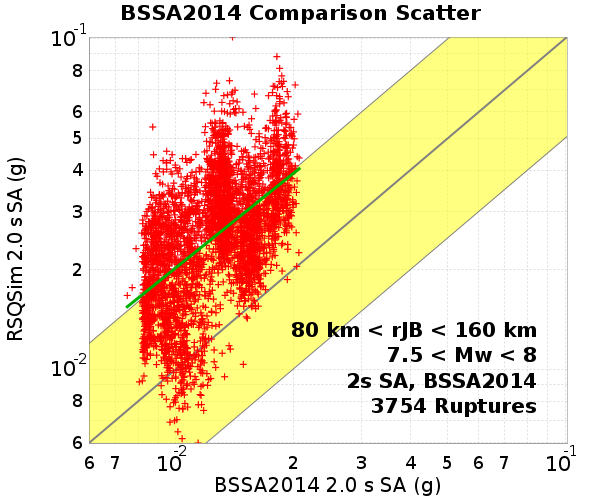 BSSA2014 Comparison Scatter
10-1
8
6
5
4
3
2
10-2
8
6
RSQSim 2.0 s SA (g)
80 km < rJB < 160 km
7.5 < Mw < 8
2s SA, BSSA2014
3754 Ruptures
6 7 10-2 2 3 4 5 6 7 10-1
BSSA2014 2.0 s SA (g)